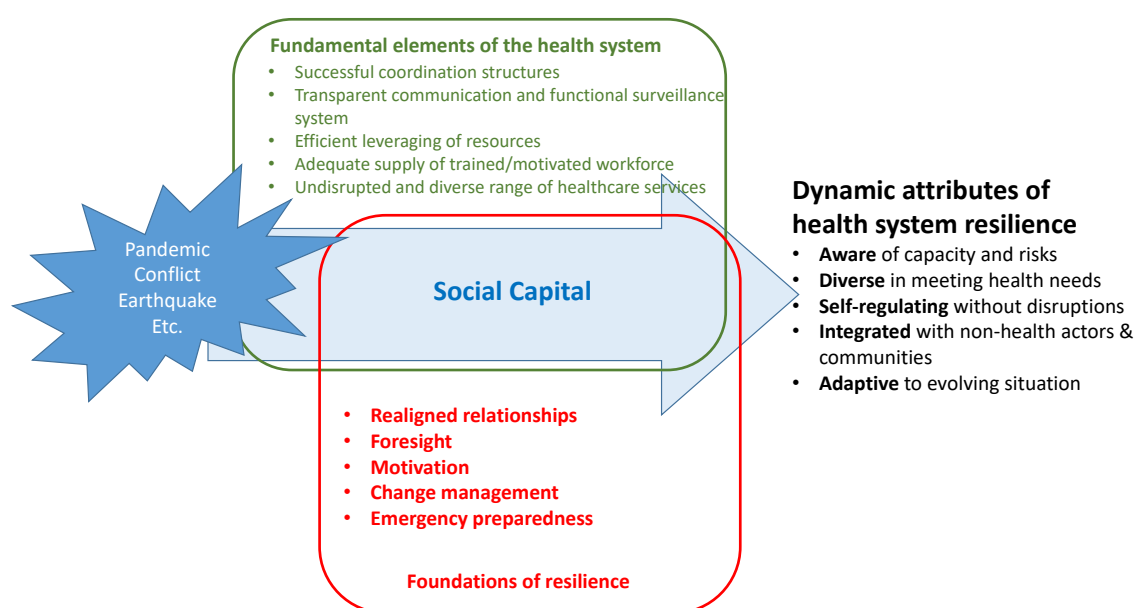 Fundamental elements of the health system
• Successful coordination structures
• Transparent communication and functional surveillance
system
• Efficient leveraging of resources
• Adequate supply of trained/motivated workforce
• Undisrupted and diverse range of healthcare services
Pandemic
Conflict
Earthquake
Etc.
Social Capital
Dynamic attributes of
health system resilience
• Aware of capacity and risks
• Diverse in meeting health needs
• Self-regulating without disruptions
• Integrated with non-health actors &
communities
• Adaptive to evolving situation
• Realigned relationships
• Foresight
• Motivation
• Change management
• Emergency preparedness
Foundations of resilience